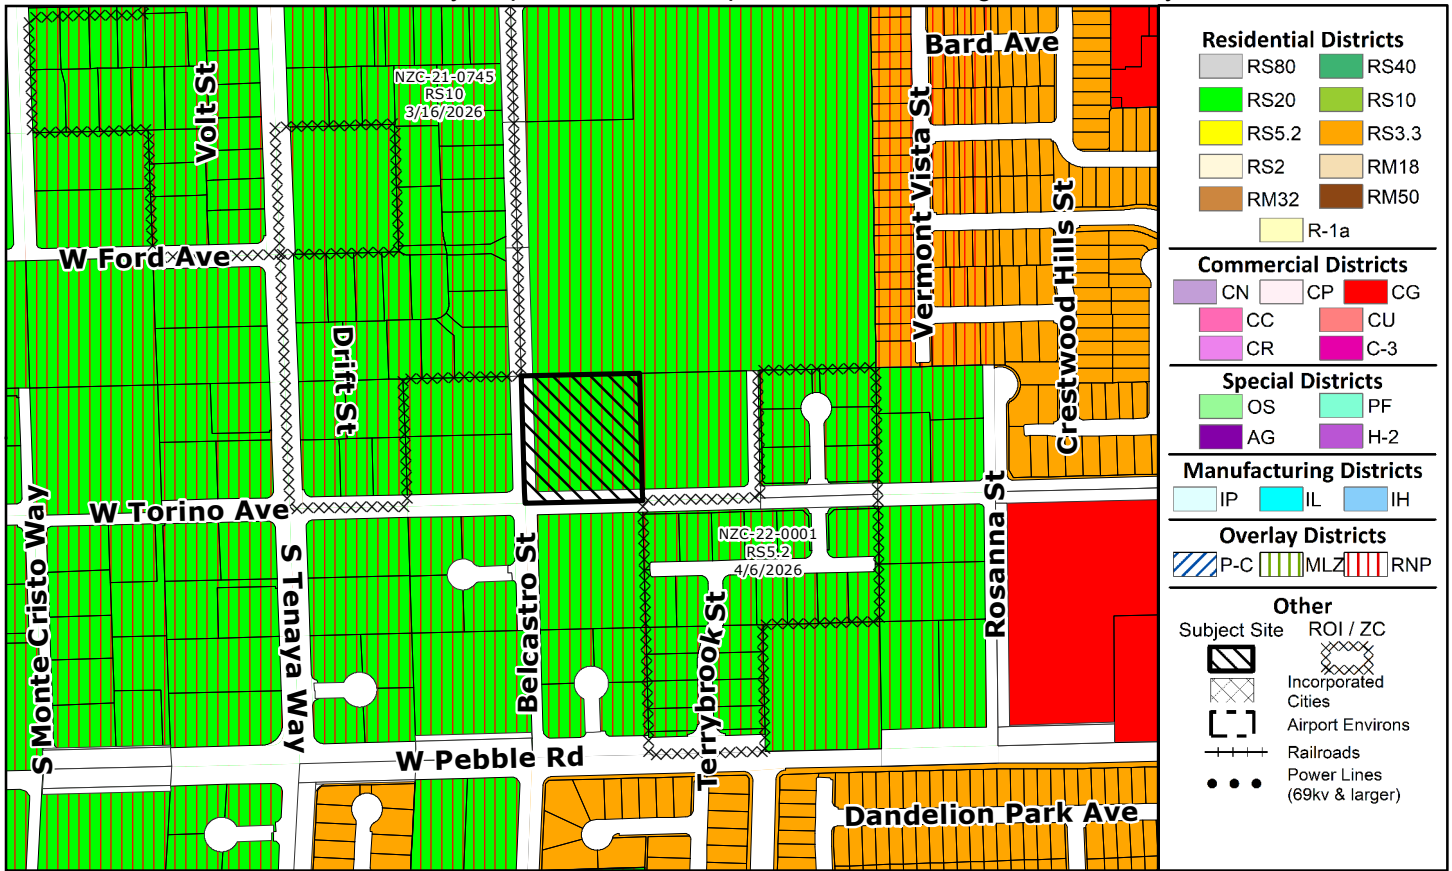 Bard Ave
Volt St
NZC-21-0745
RS10
3/16/2026
Vermont Vista St
Crestwood Hills St
W Ford Ave
Drift St
W Torino Ave
S Monte Cristo Way
S Tenaya Way
Belcastro St
NZC-22-0001
RS5.2
4/6/2026
Terrybrook St
Rosanna St
W Pebble Rd
Dandelion Park Ave
Residential Districts
RS80 RS40
RS20 RS10
RS5.2 RS3.3
RS2 RM18
RM32 RM50
R-1a
Commercial Districts
CN CP CG
CC CU
CR C-3
Special Districts
OS PF
AG H-2
Manufacturing Districts
IP IL IH
Overlay Districts
P-C MLZ RNP
Other
Subject Site ROI / ZC
Incorporated
Cities
Airport Environs
Railroads
Power Lines
(69kv & larger)